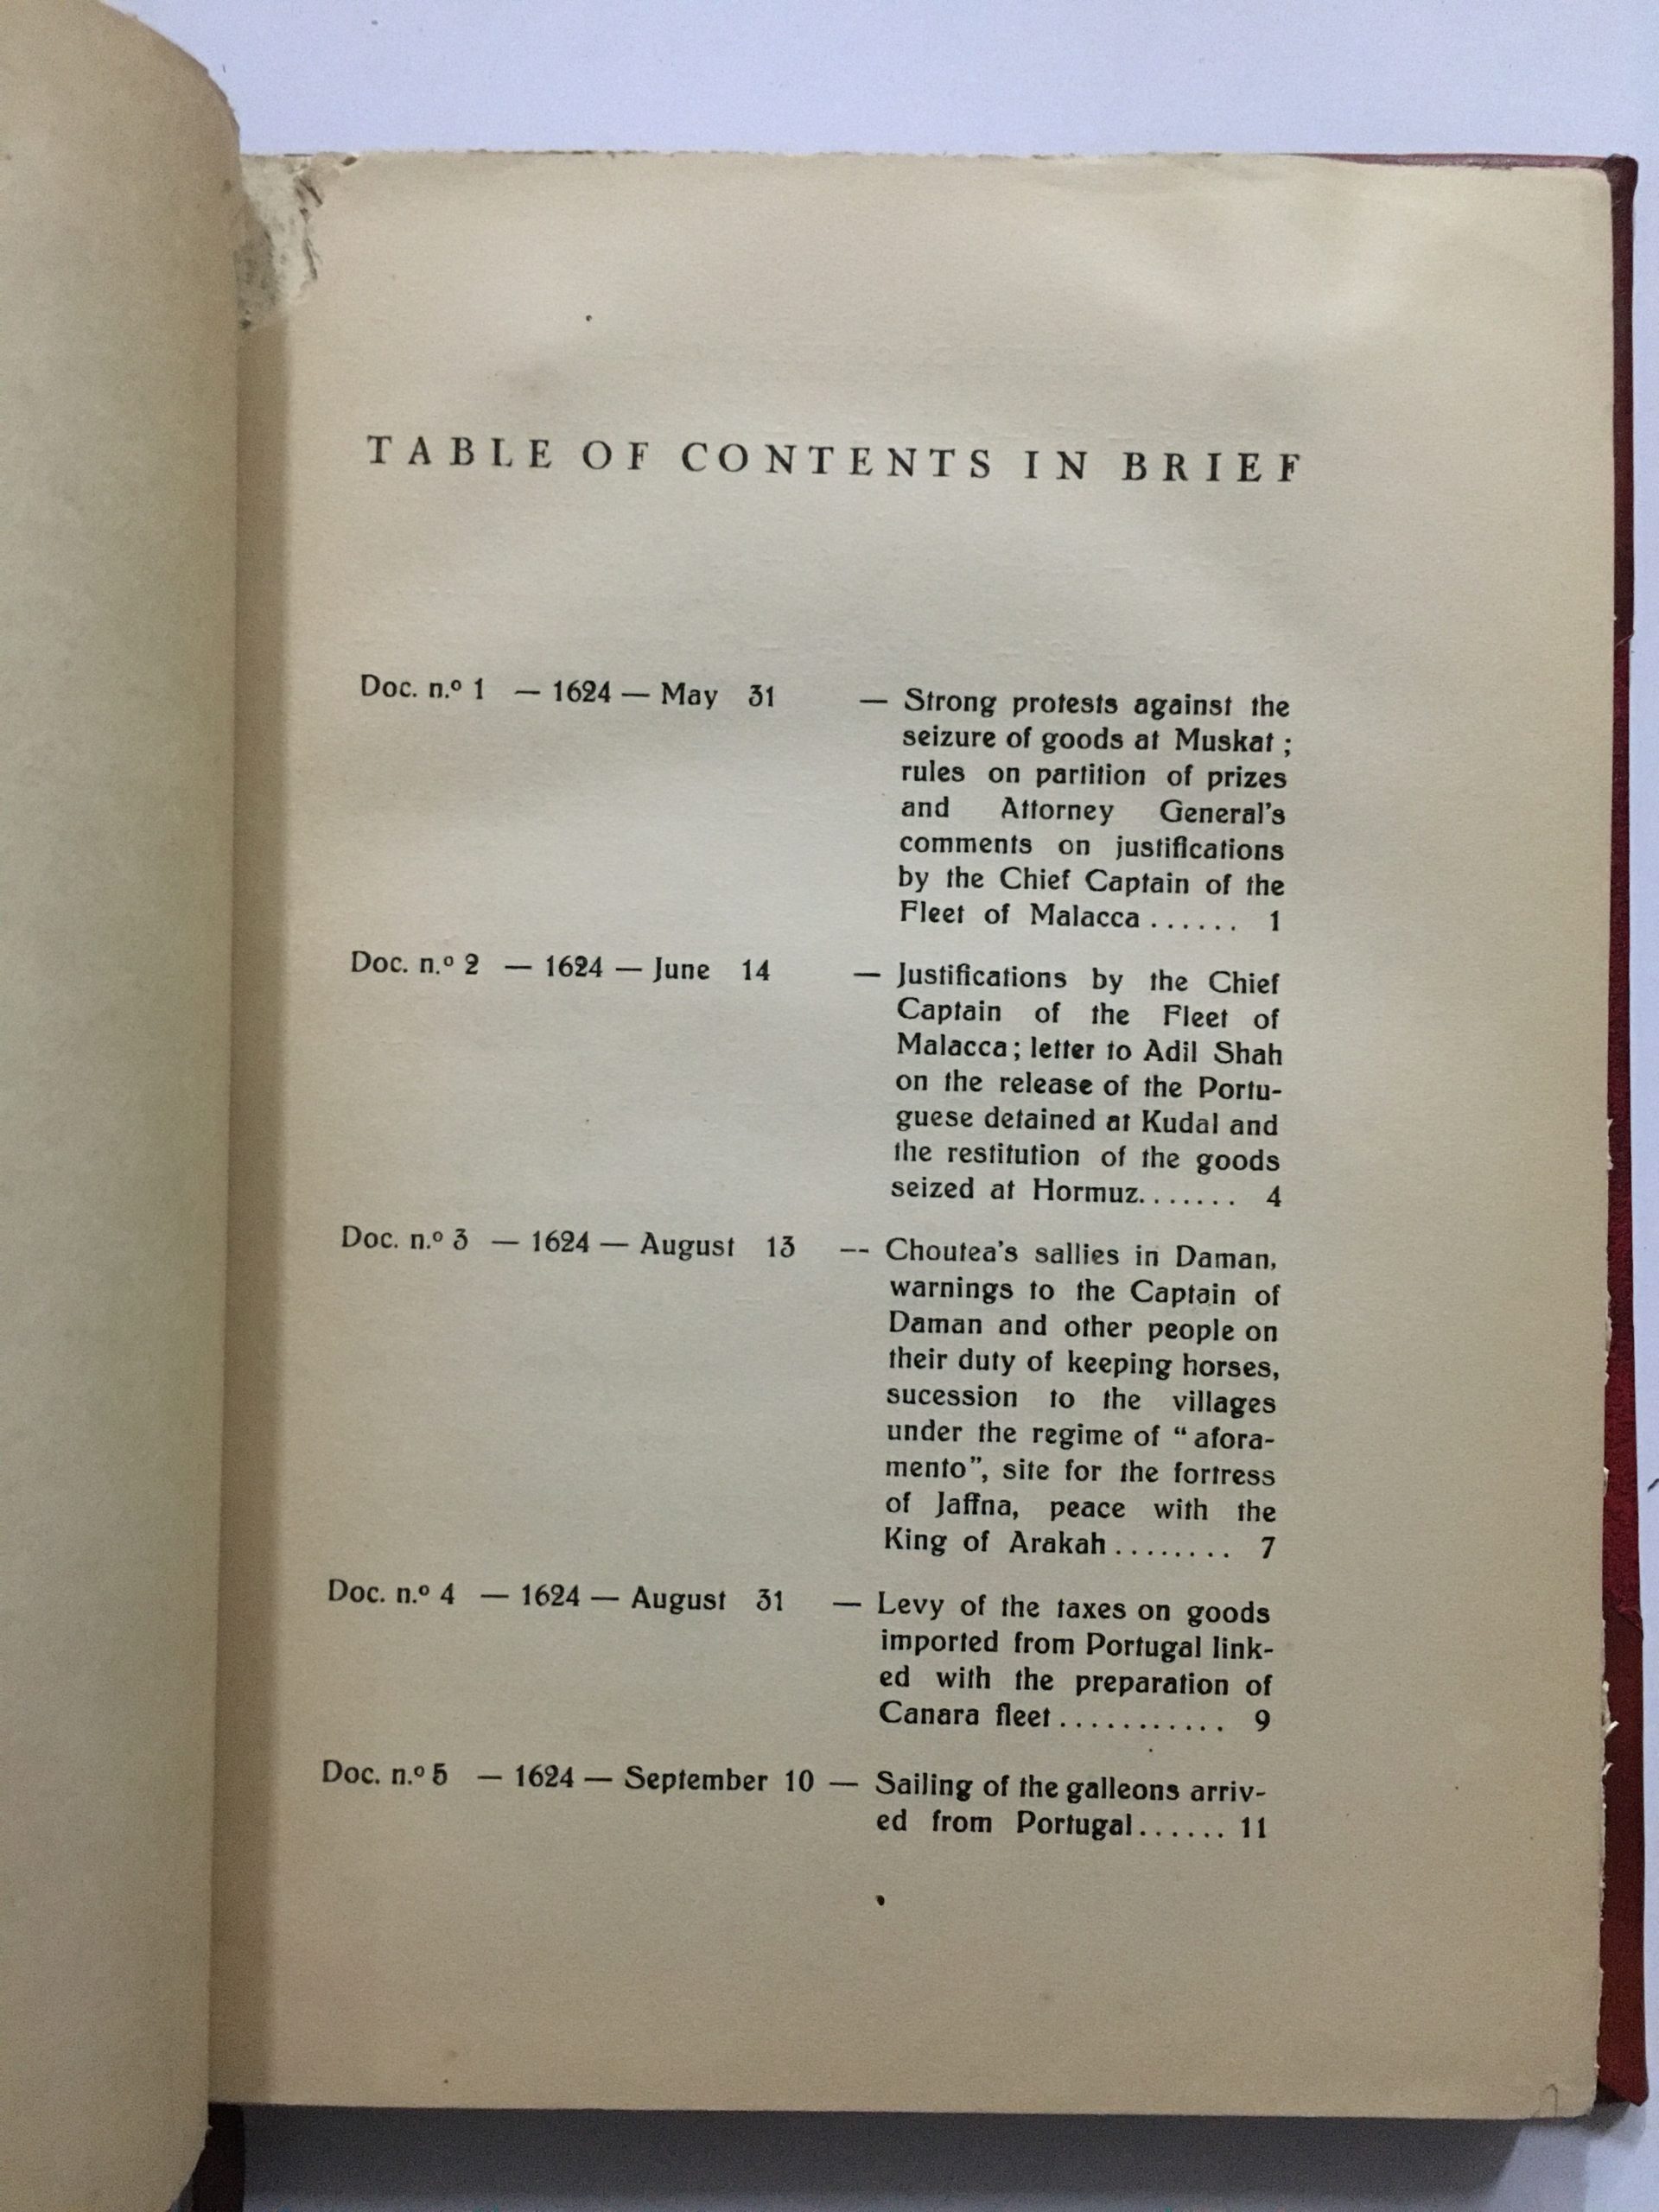 TABLE OF CONTENTS IN BRIEF
Doc. n.º 1 — 1624 — May 31 — Strong protests against the
seizure of goods at Muskat ;
rules on partition of prizes
and Attorney General's
comments on justifications
by the Chief Captain of the
Fleet of Malacca ...... 1
Doc. n.º 2 — 1624 — June 14 — Justifications by the Chief
Captain of the Fleet of
Malacca ; letter to Adil Shah
on the release of the Portu-
guese detained at Kudal and
the restitution of the goods
seized at Hormuz....... 4
Doc. n.º 3 — 1624 — August 13 -- Choutea's sallies in Daman,
warnings to the Captain of
Daman and other people on
their duty of keeping horses,
sucession to the villages
under the regime of “ afora-
mento”, site for the fortress
of Jaffna, peace with the
King of Arakah ........ 7
Doc. n.º 4 — 1624 — August 31 — Levy of the taxes on goods
imported from Portugal link-
ed with the preparation of
Canara fleet ........... 9
Doc. n.º 5 — 1624 — September 10 — Sailing of the galleons arriv-
ed from Portugal...... 11